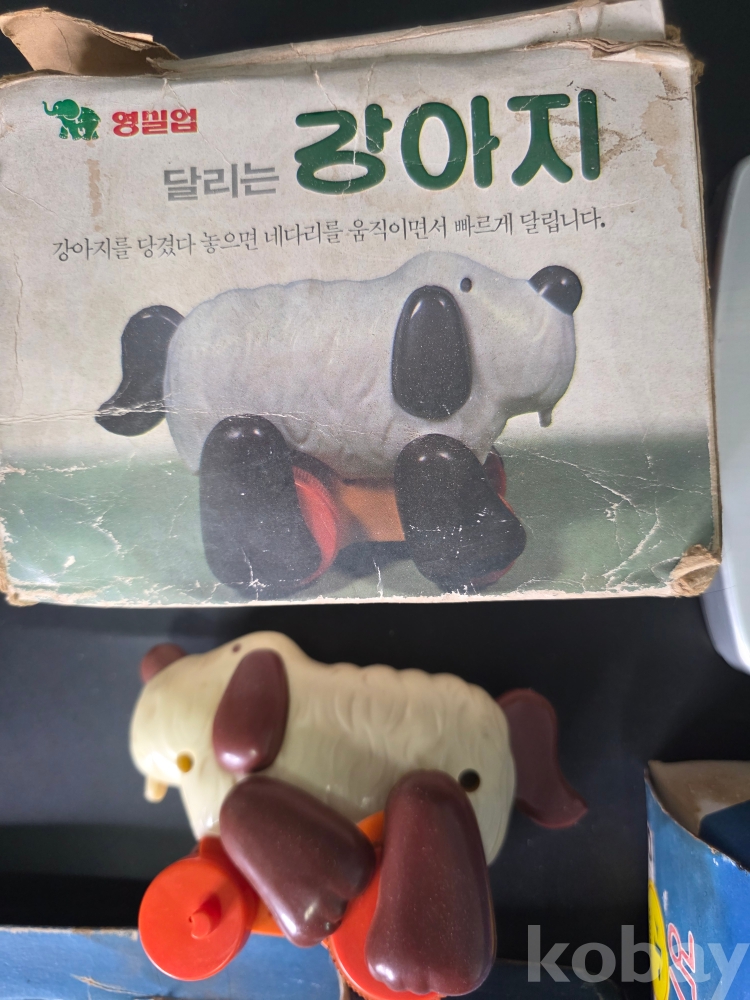 영밀업
달리는 강아지
강아지를 당겼다 놓으면 네다리를 움직이면서 빠르게 달립니다.
kobay